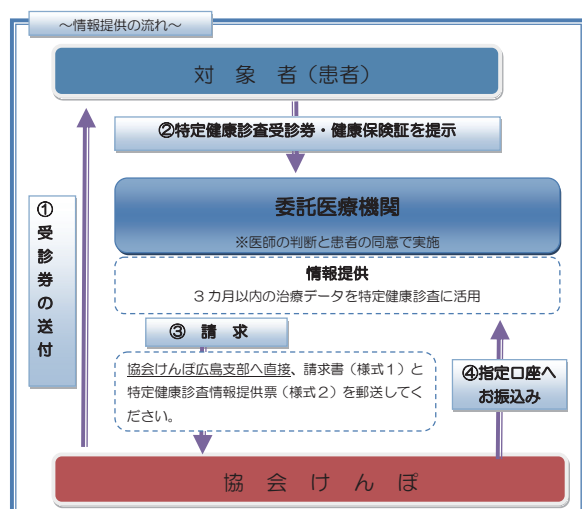 ～情報提供の流れ～
対　象　者（患者）
②特定健康診査受診券・健康保険証を提示
委託医療機関
※医師の判断と患者の同意で実施
情報提供
３カ月以内の治療データを特定健康診査に活用
①受診券の送付
③　請　求
協会けんぽ広島支部へ直接、請求書（様式１）と
特定健康診査情報提供票（様式２）を郵送してく
ださい。
④指定口座へ
お振込み
協　会　け　ん　ぽ